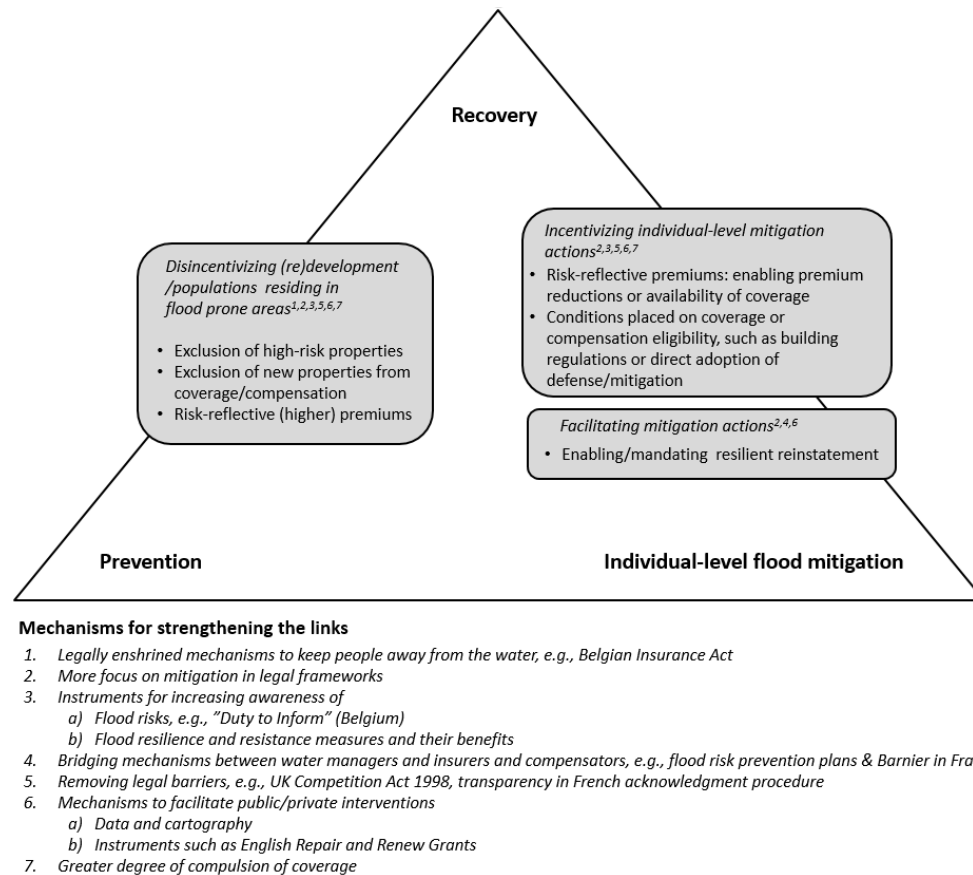 Recovery
Disincentivizing (re)development
/populations residing in
flood prone areas1,2,3,5,6,7
• Exclusion of high-risk properties
• Exclusion of new properties from
coverage/compensation
• Risk-reflective (higher) premiums
Incentivizing individual-level mitigation
actions2,3,5,6,7
• Risk-reflective premiums: enabling premium
reductions or availability of coverage
• Conditions placed on coverage or
compensation eligibility, such as building
regulations or direct adoption of
defense/mitigation
Facilitating mitigation actions2,4,6
• Enabling/mandating resilient reinstatement
Prevention
Individual-level flood mitigation
Mechanisms for strengthening the links
1. Legally enshrined mechanisms to keep people away from the water, e.g., Belgian Insurance Act
2. More focus on mitigation in legal frameworks
3. Instruments for increasing awareness of
a) Flood risks, e.g., ”Duty to Inform” (Belgium)
b) Flood resilience and resistance measures and their benefits
4. Bridging mechanisms between water managers and insurers and compensators, e.g., flood risk prevention plans & Barnier in Fra
5. Removing legal barriers, e.g., UK Competition Act 1998, transparency in French acknowledgment procedure
6. Mechanisms to facilitate public/private interventions
a) Data and cartography
b) Instruments such as English Repair and Renew Grants
7. Greater degree of compulsion of coverage